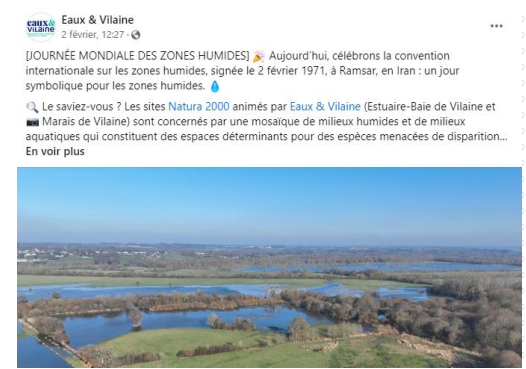 eaux&
vilaine
Eaux & Vilaine
2 février, 12:27 ·
[JOURNÉE MONDIALE DES ZONES HUMIDES] 🎉 Aujourd'hui, célébrons la convention
internationale sur les zones humides, signée le 2 février 1971, à Ramsar, en Iran : un jour
symbolique pour les zones humides. 💧
🔍 Le saviez-vous ? Les sites Natura 2000 animés par Eaux & Vilaine (Estuaire-Baie de Vilaine et
📷 Marais de Vilaine) sont concernés par une mosaïque de milieux humides et de milieux
aquatiques qui constituent des espaces déterminants pour des espèces menacées de disparition...
En voir plus